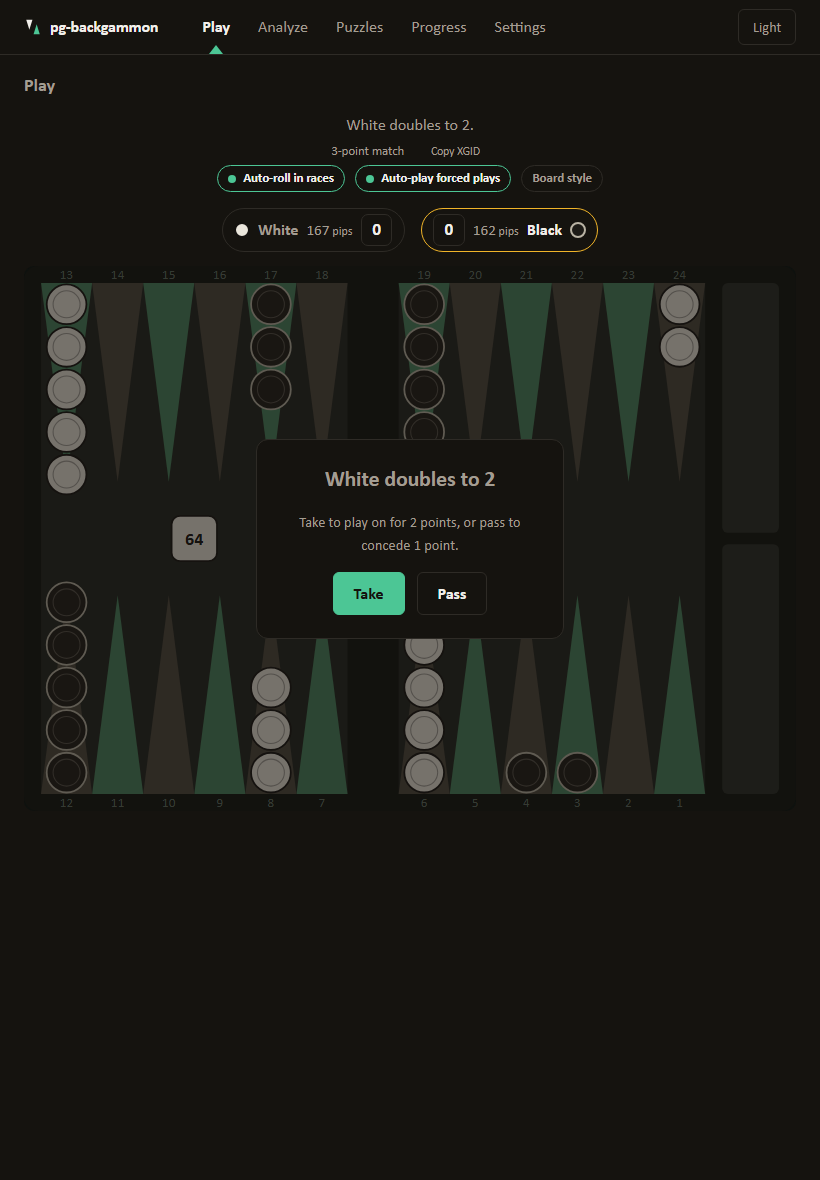 pg-backgammon Play Analyze Puzzles Progress Settings Light
Play
White doubles to 2.
3-point match Copy XGID
Auto-roll in races Auto-play forced plays Board style
White 167 pips 0 0 162 pips Black
13 14 15 16 17 18 19 20 21 22 23 24
White doubles to 2
Take to play on for 2 points, or pass to
concede 1 point.
64
Take Pass
12 11 10 9 8 7 6 5 4 3 2 1